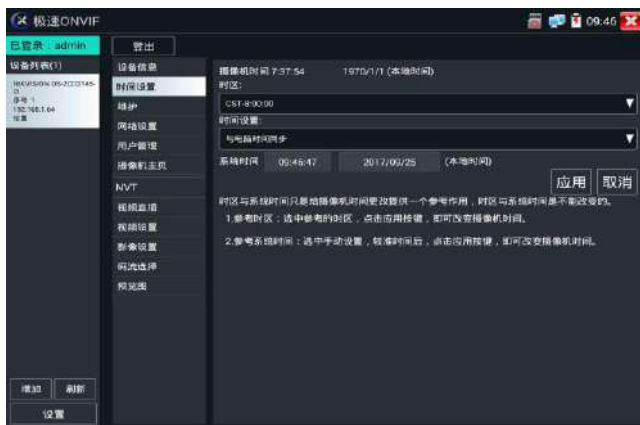 极速ONVIF
09:46
已登录：admin
登出
设备列表(1)
序号 1
192.168.1.64
位置
增加
刷新
设置
设备信息
时间设置
维护
网络设置
用户管理
摄像机主页
NVT
视频直播
视频设置
影像设置
码流选择
预览图
摄像机时间 7:37:54 1970/1/1 (本地时间)
时区:
CST-8:00:00
时间设置:
与电脑时间同步
系统时间 09:46:47 2017/09/25 (本地时间)
应用 取消
时区与系统时间只是给摄像机时间更改提供一个参考作用，时区与系统时间是不能改变的。
1.参考时区：选中参考的时区，点击应用按键，即可改变摄像机时间。
2.参考系统时间：选中手动设置，校准时间后，点击应用按键，即可改变摄像机时间。